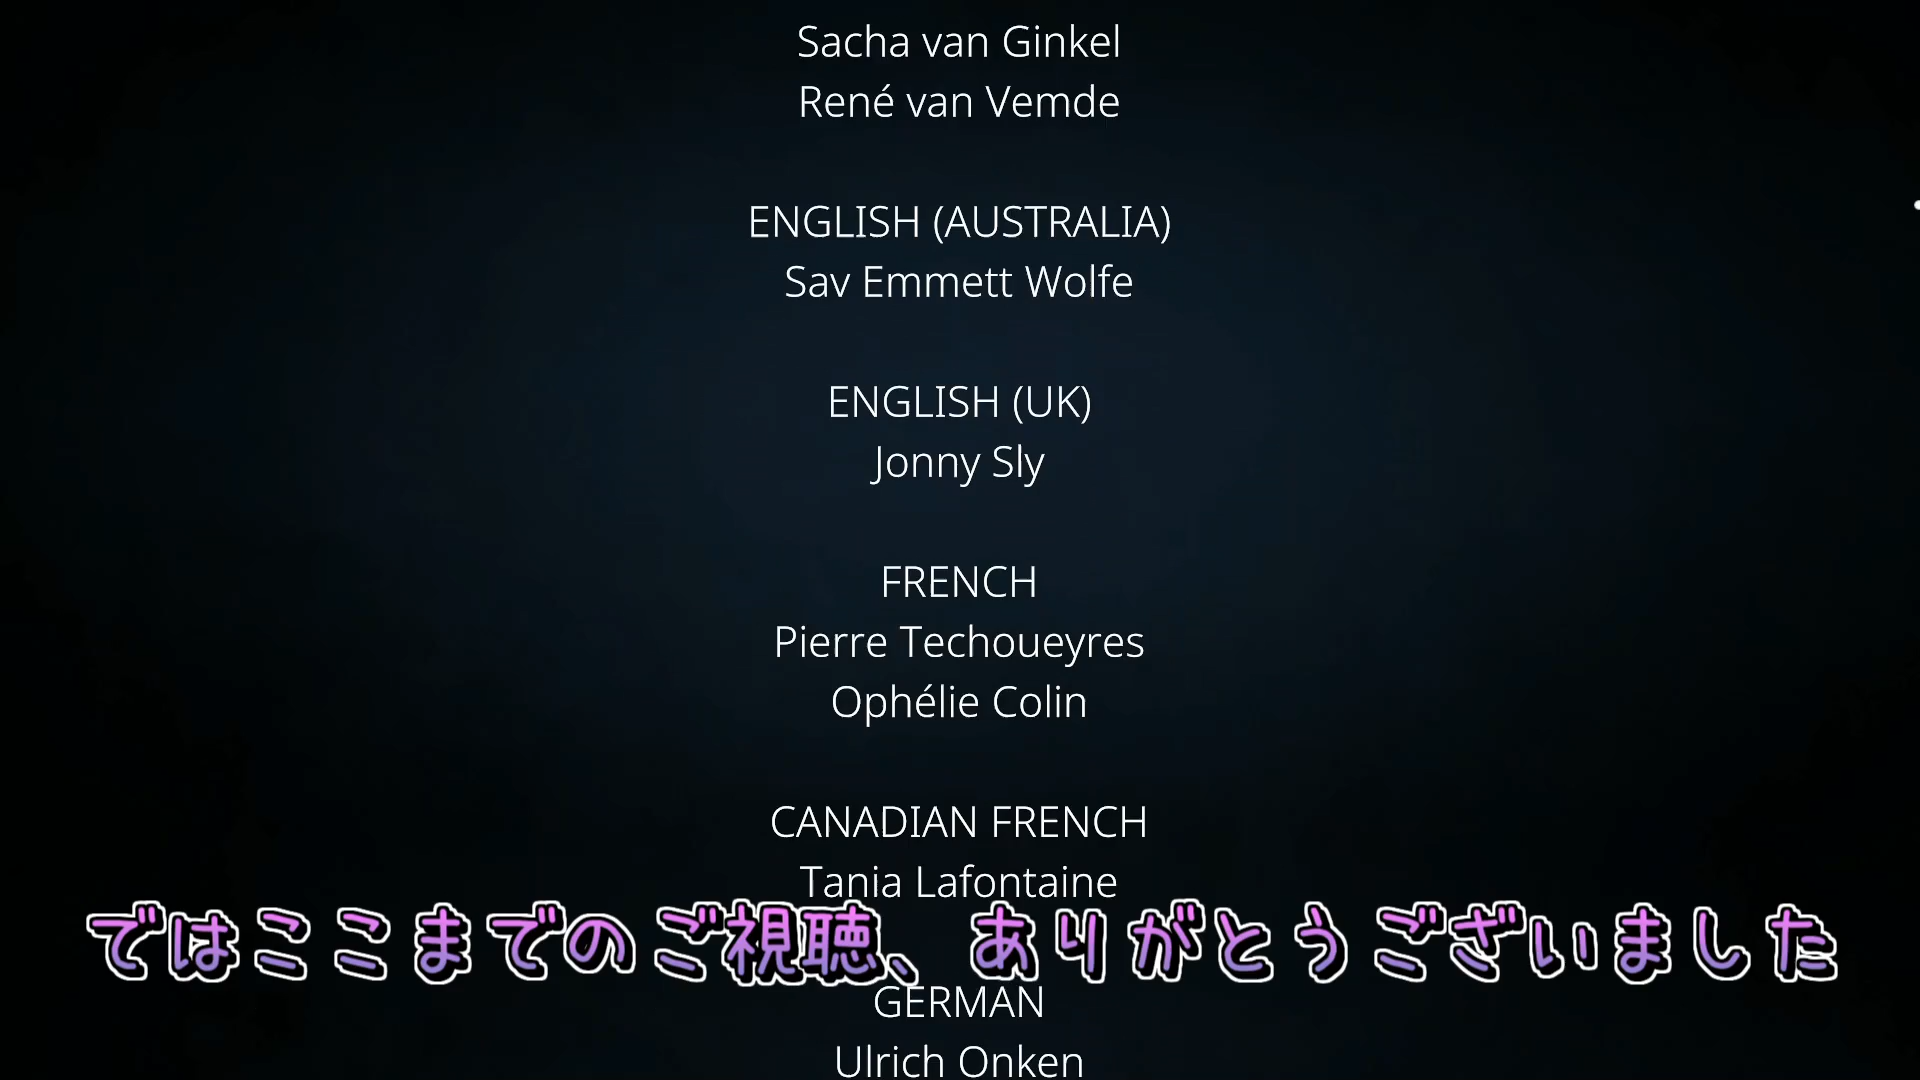 Sacha van Ginkel
René van Vemde
ENGLISH (AUSTRALIA)
Sav Emmett Wolfe
ENGLISH (UK)
Jonny Sly
FRENCH
Pierre Techoueyres
Ophélie Colin
CANADIAN FRENCH
Tania Lafontaine
ではここまでのご視聴、ありがとうございました
GERMAN
Ulrich Onken